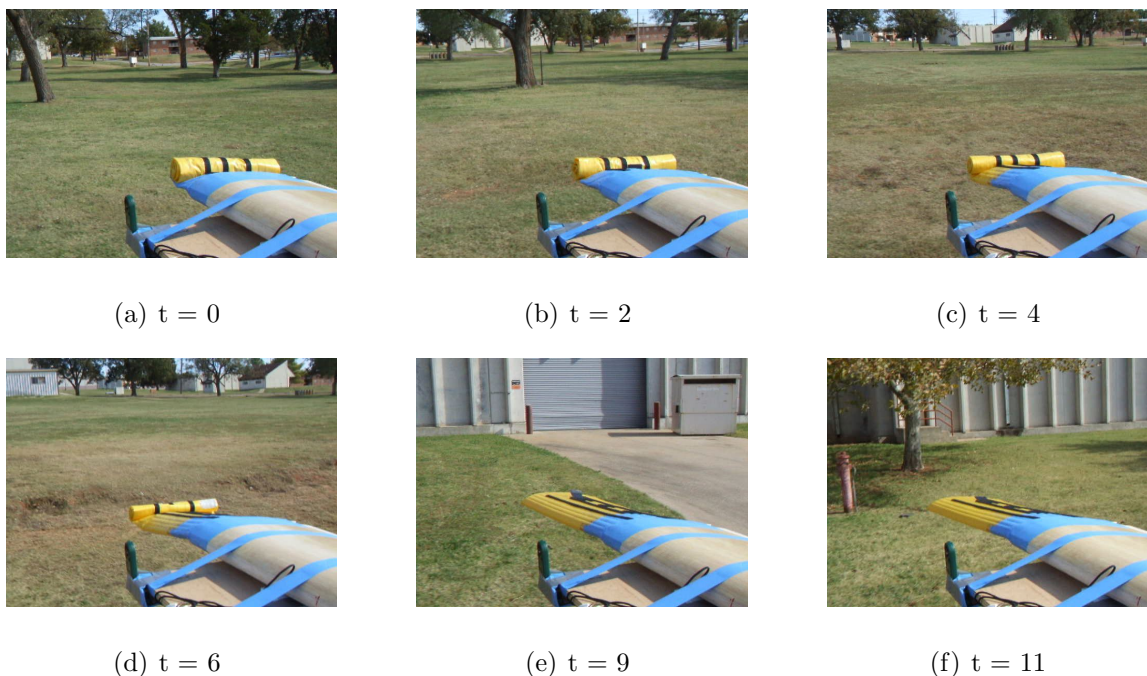 (a) t = 0
(b) t = 2
(c) t = 4
(d) t = 6
(e) t = 9
(f) t = 11